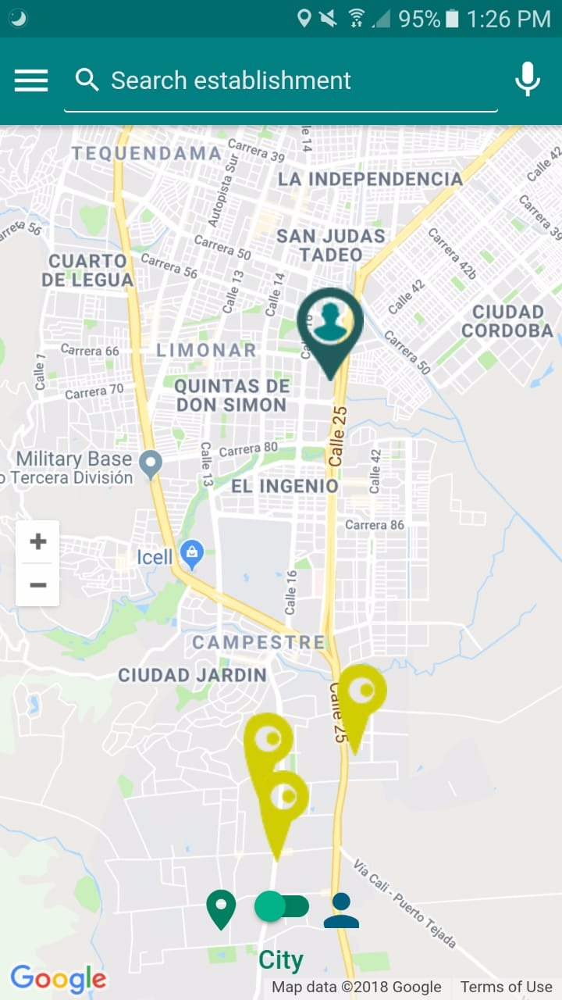 95% 1:26 PM
Search establishment
TEQUENDAMA
Carrera 39
le 14
Calle 42
LA INDEPENDENCIA
Autopista Sur
Carrera 39
arrera 56
SAN JUDAS
TADEO
Carrera 50
Carrera 42b
CUARTO
DE LEGUA
Carrera 56
Calle 13
Calle 14
Calle 42
CIUDAD
CORDOBA
Carrera 66
LIMONAR
Carrera 50
Calle 1
Carrera 70
QUINTAS DE
DON SIMON
Calle 25
Military Base
o Tercera División
Calle 13
Carrera 80
Calle 42
EL INGENIO
Carrera 86
+
Icell
−
Calle 16
CAMPESTRE
CIUDAD JARDIN
Calle 25
Vía Cali - Puerto Tejada
City
Google
Map data ©2018 Google
Terms of Use